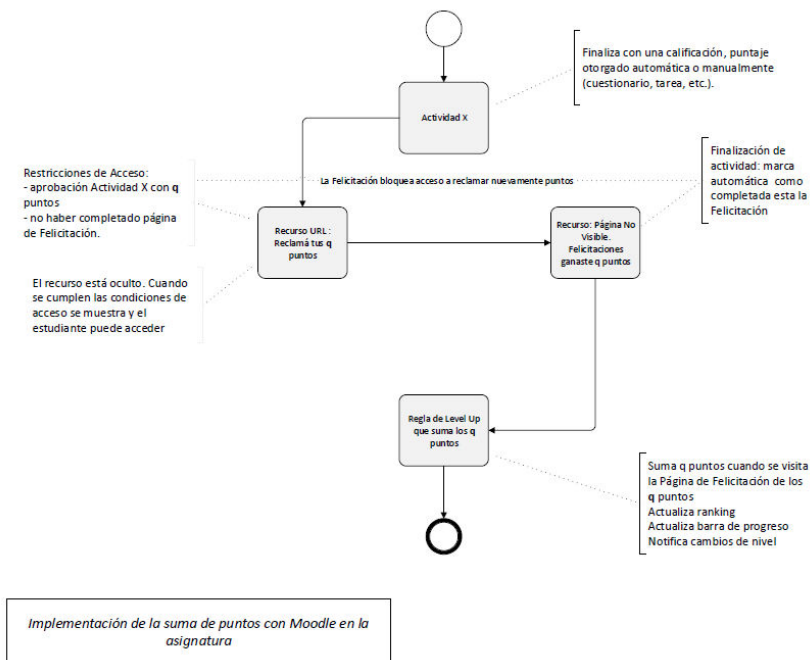 Finaliza con una calificación, puntaje
otorgado automática o manualmente
(cuestionario, tarea, etc.).
Actividad X
Restricciones de Acceso:
- aprobación Actividad X con q
puntos
- no haber completado página
de Felicitación.
La Felicitación bloquea acceso a reclamar nuevamente puntos
Finalización de
actividad: marca
automática como
completada esta la
Felicitación
Recurso URL :
Reclamá tus q
puntos
Recurso: Página No
Visible.
Felicitaciones
ganaste q puntos
El recurso está oculto. Cuando
se cumplen las condiciones de
acceso se muestra y el
estudiante puede acceder
Regla de Level Up
que suma los q
puntos
Suma q puntos cuando se visita
la Página de Felicitación de los
q puntos
Actualiza ranking
Actualiza barra de progreso
Notifica cambios de nivel
Implementación de la suma de puntos con Moodle en la
asignatura